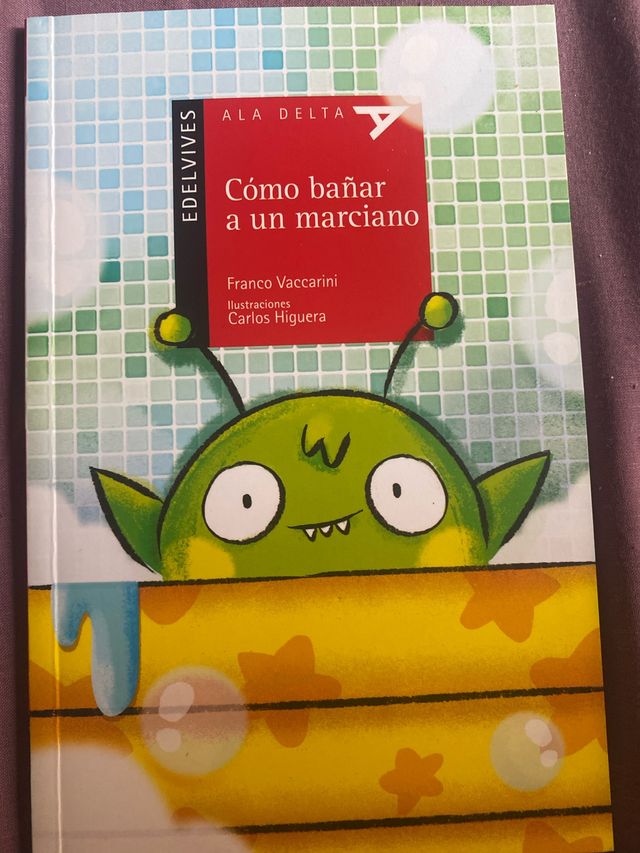 EDELVIVES
ALA DELTA
Cómo bañar
a un marciano
Franco Vaccarini
Ilustraciones
Carlos Higuera